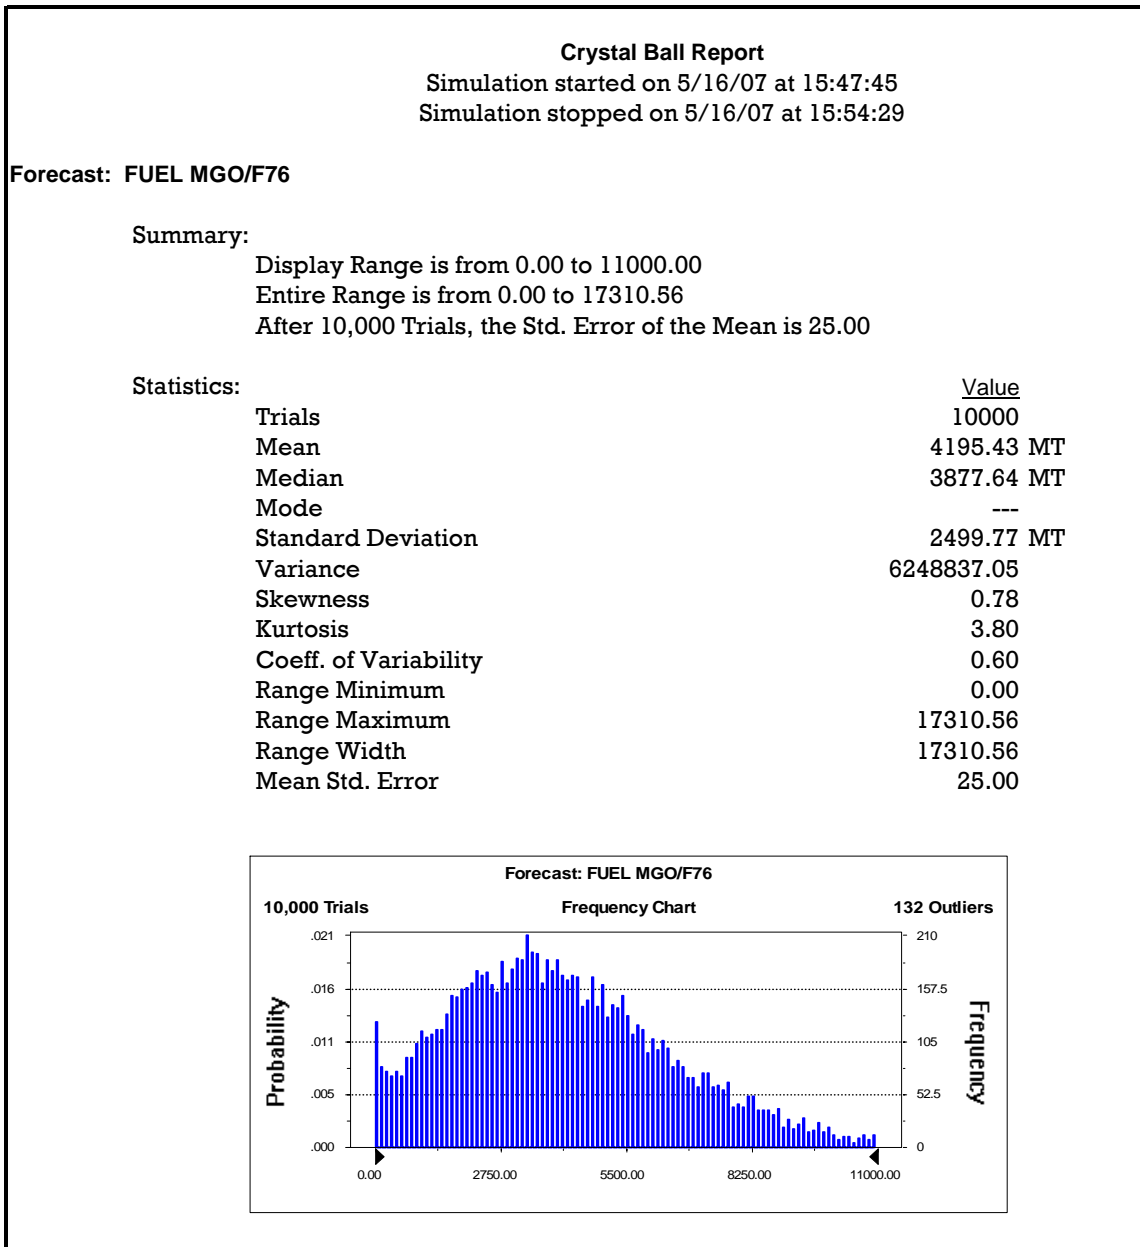 Crystal Ball Report
Simulation started on 5/16/07 at 15:47:45
Simulation stopped on 5/16/07 at 15:54:29
Forecast: FUEL MGO/F76
Summary:
Display Range is from 0.00 to 11000.00
Entire Range is from 0.00 to 17310.56
After 10,000 Trials, the Std. Error of the Mean is 25.00
Statistics: Value
Trials 10000
Mean 4195.43 MT
Median 3877.64 MT
Mode ---
Standard Deviation 2499.77 MT
Variance 6248837.05
Skewness 0.78
Kurtosis 3.80
Coeff. of Variability 0.60
Range Minimum 0.00
Range Maximum 17310.56
Range Width 17310.56
Mean Std. Error 25.00
Forecast: FUEL MGO/F76
10,000 Trials Frequency Chart 132 Outliers
.021 210
.016 157.5
.011 105
.005 52.5
.000 0
Probability
Frequency
0.00 2750.00 5500.00 8250.00 11000.00